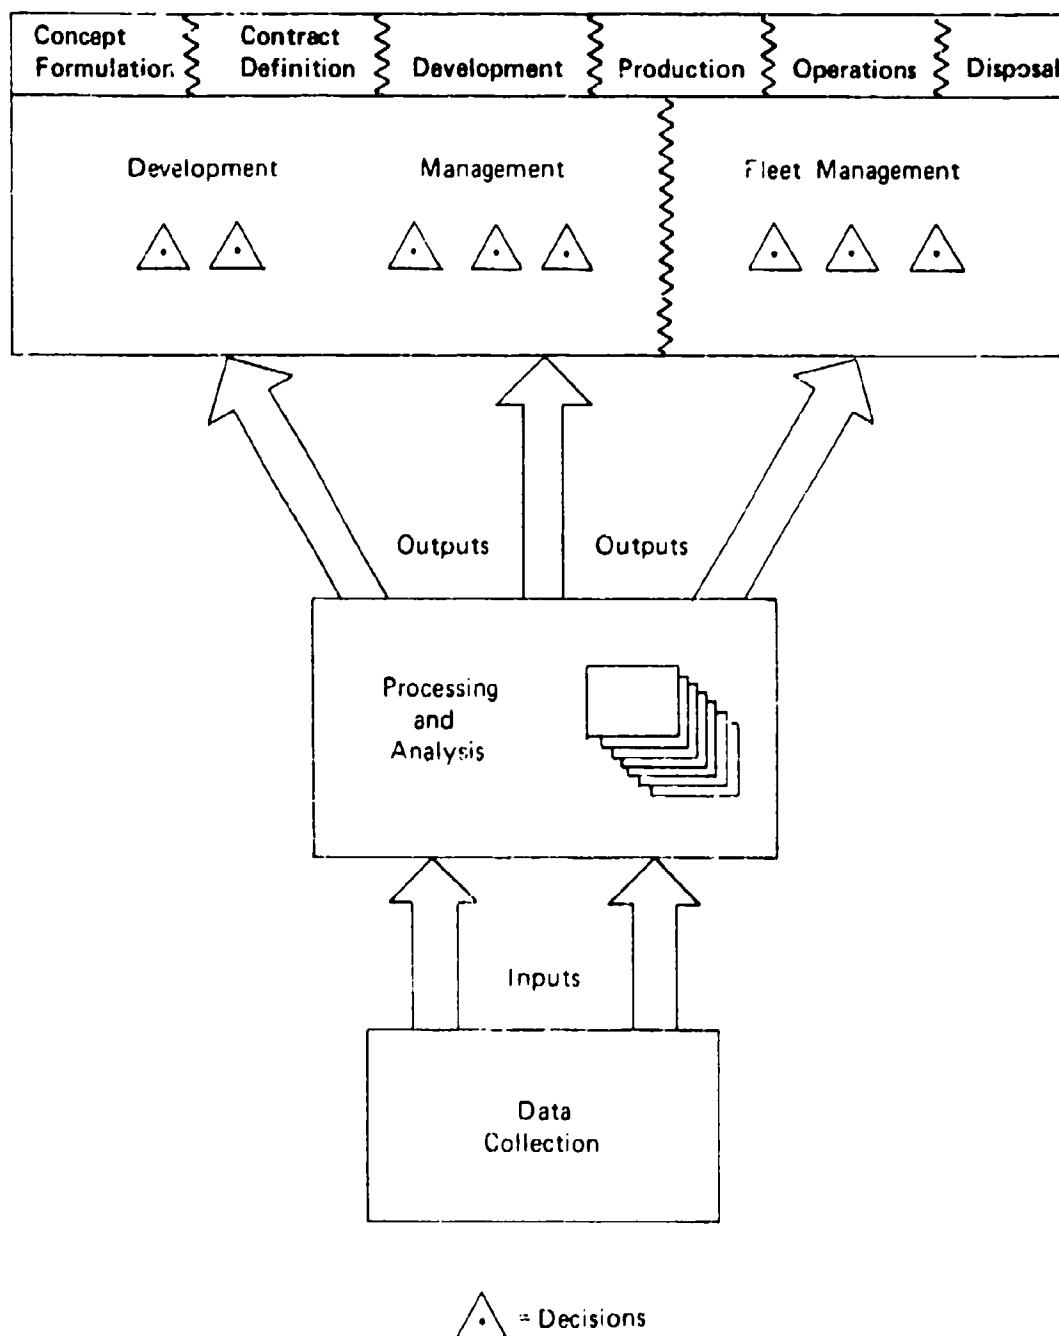 Concept Formulation
Contract Definition
Development
Production
Operations
Disposal
Development Management
Fleet Management
Outputs
Outputs
Processing
and
Analysis
Inputs
Data
Collection
= Decisions